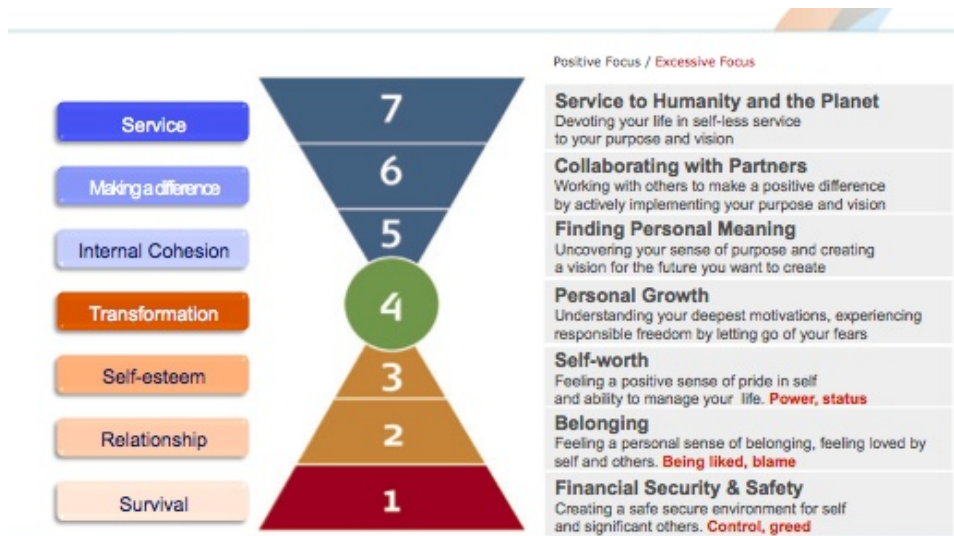 Positive Focus / Excessive Focus
Service
7
Service to Humanity and the Planet
Devoting your life in self-less service
to your purpose and vision
Making a difference
6
Collaborating with Partners
Working with others to make a positive difference
by actively implementing your purpose and vision
Internal Cohesion
5
Finding Personal Meaning
Uncovering your sense of purpose and creating
a vision for the future you want to create
Transformation
4
Personal Growth
Understanding your deepest motivations, experiencing
responsible freedom by letting go of your fears
Self-esteem
3
Self-worth
Feeling a positive sense of pride in self
and ability to manage your life. Power, status
Relationship
2
Belonging
Feeling a personal sense of belonging, feeling loved by
self and others. Being liked, blame
Survival
1
Financial Security & Safety
Creating a safe secure environment for self
and significant others. Control, greed